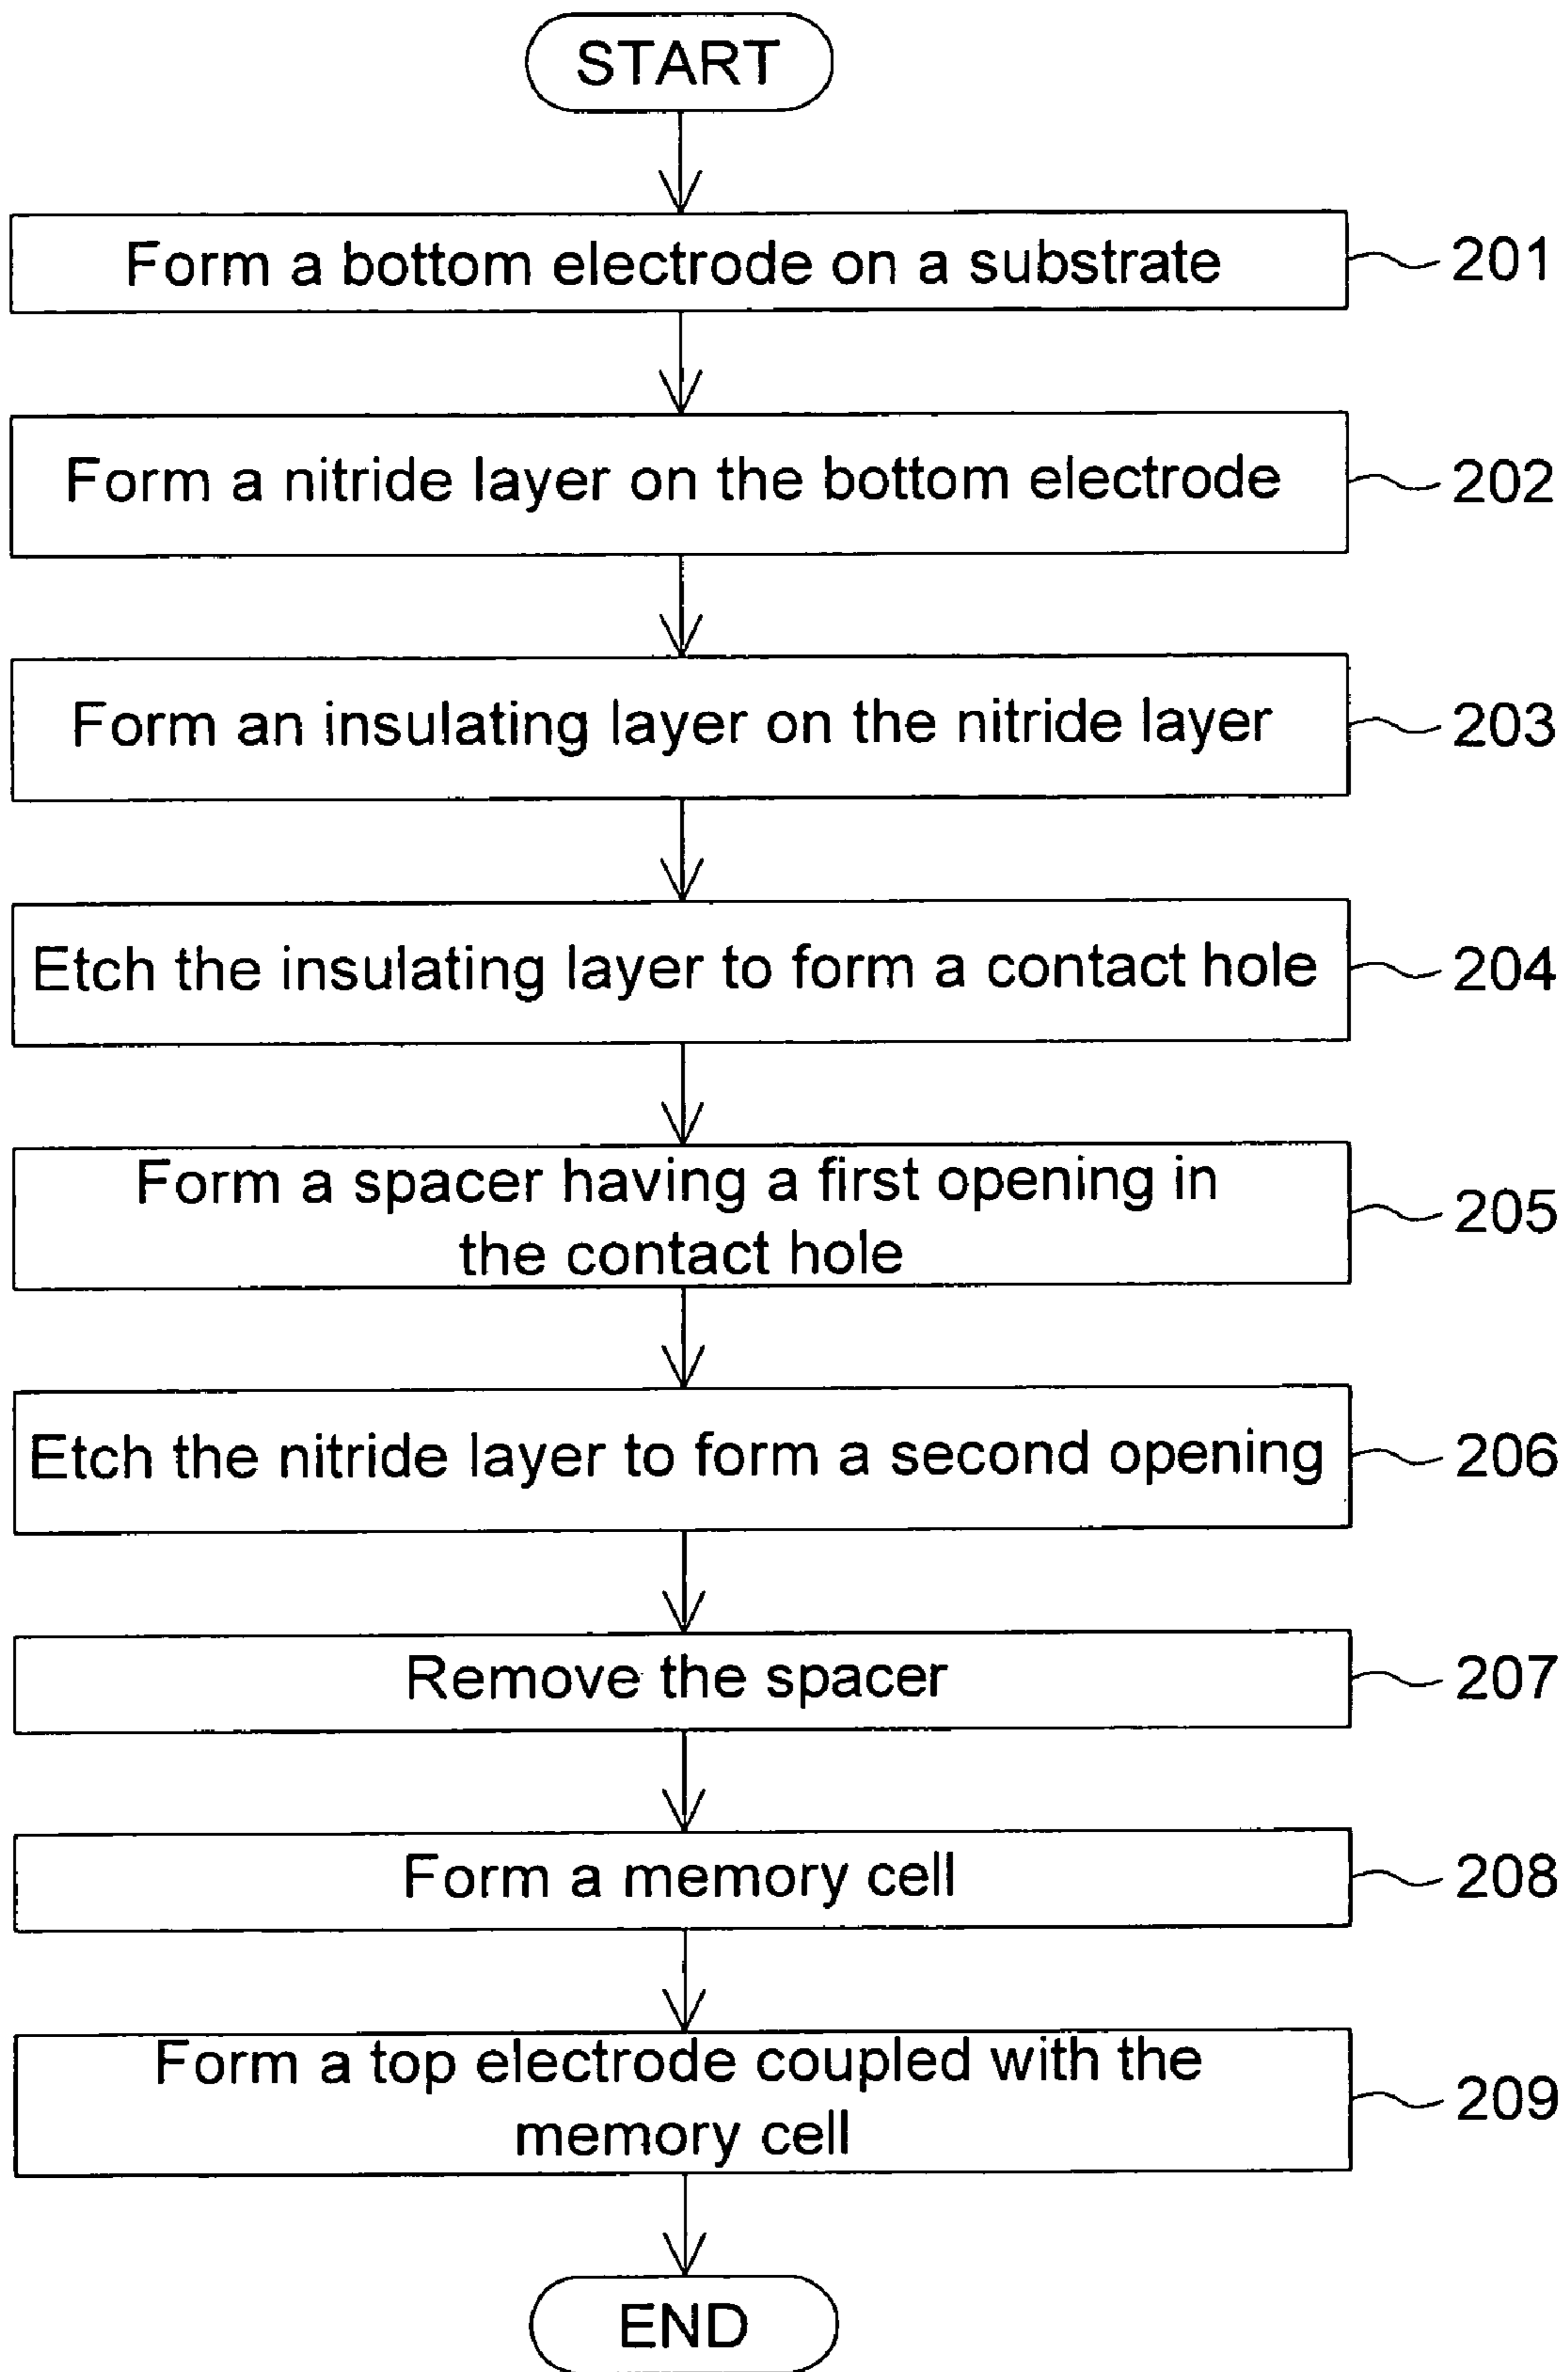 START
Form a bottom electrode on a substrate
201
Form a nitride layer on the bottom electrode
202
Form an insulating layer on the nitride layer
203
Etch the insulating layer to form a contact hole
204
Form a spacer having a first opening in
the contact hole
205
Etch the nitride layer to form a second opening
206
Remove the spacer
207
Form a memory cell
208
Form a top electrode coupled with the
memory cell
209
END